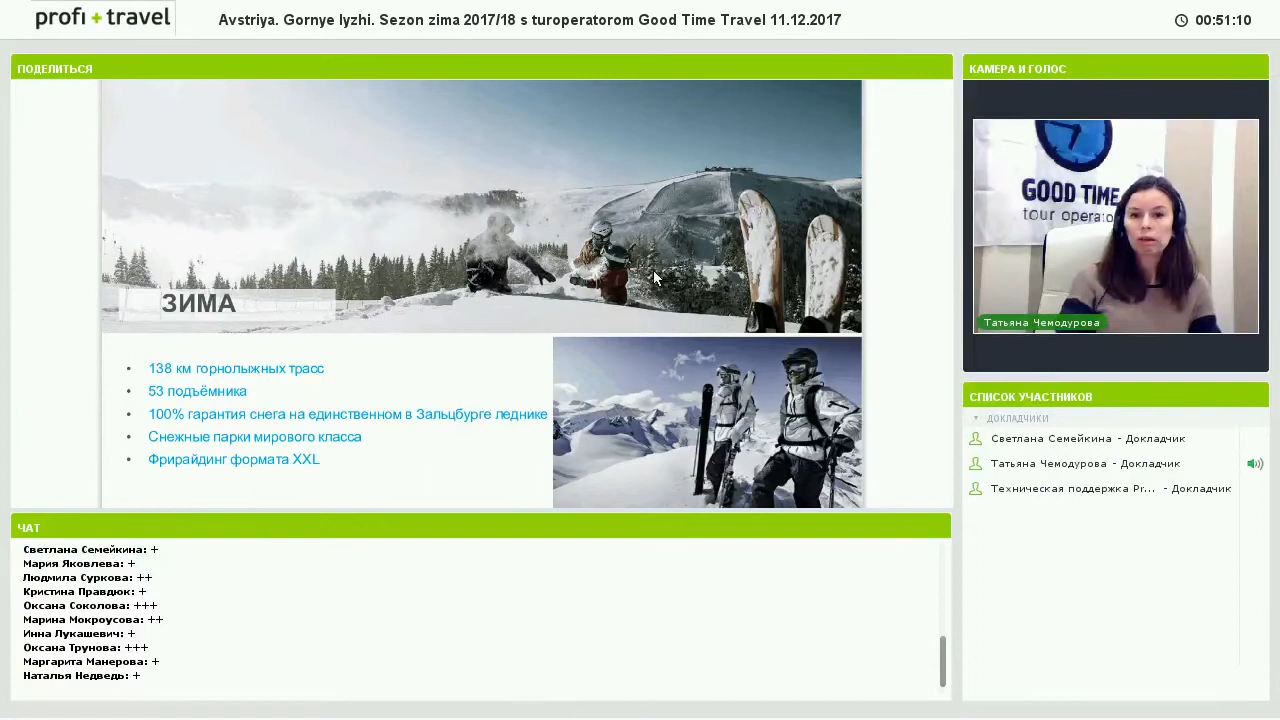 profi + travel
Avstriya. Gornye lyzhi. Sezon zima 2017/18 s turoperatorom Good Time Travel 11.12.2017
00:51:10
ПОДЕЛИТЬСЯ
ЗИМА
• 138 км горнолыжных трасс
• 53 подъёмника
• 100% гарантия снега на единственном в Зальцбурге леднике
• Снежные парки мирового класса
• Фрирайдинг формата XXL
КАМЕРА И ГОЛОС
GOOD TIME
tour operator
Татьяна Чемодурова
СПИСОК УЧАСТНИКОВ
ДОКЛАДЧИКИ
Светлана Семейкина - Докладчик
Татьяна Чемодурова - Докладчик
Техническая поддержка Pr... - Докладчик
ЧАТ
Светлана Семейкина: +
Мария Яковлева: +
Людмила Суркова: ++
Кристина Правдюк: +
Оксана Соколова: +++
Марина Мокроусова: ++
Инна Лукашевич: +
Оксана Трунова: +++
Маргарита Манерова: +
Наталья Недведь: +